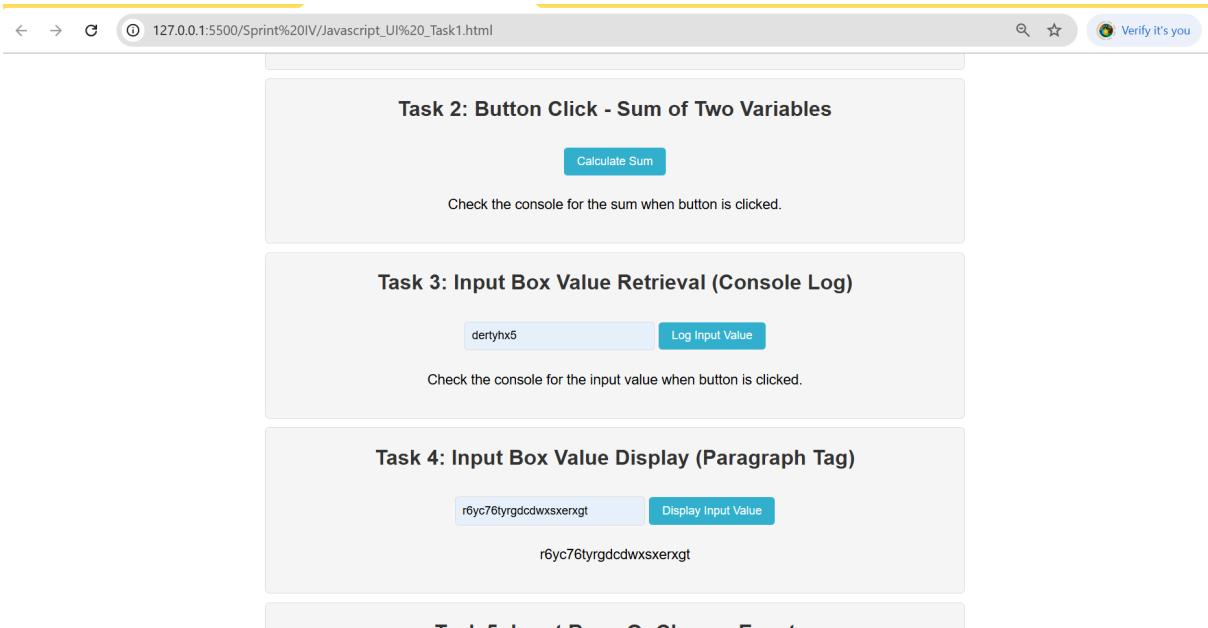 127.0.0.1:5500/Sprint%20IV/Javascript_UI%20_Task1.html
Verify it's you
Task 2: Button Click - Sum of Two Variables
Calculate Sum
Check the console for the sum when button is clicked.
Task 3: Input Box Value Retrieval (Console Log)
dertyhx5 Log Input Value
Check the console for the input value when button is clicked.
Task 4: Input Box Value Display (Paragraph Tag)
r6yc76tyrgdcdwxsxerxgt Display Input Value
r6yc76tyrgdcdwxsxerxgt